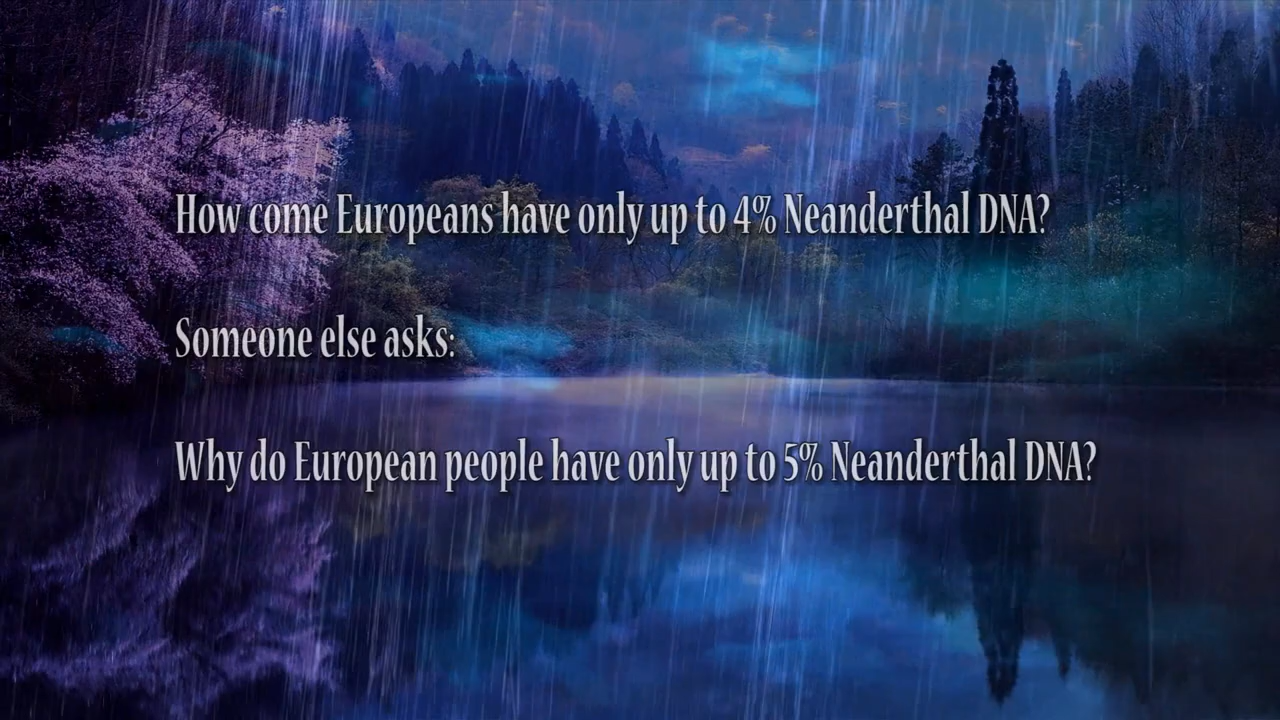 How come Europeans have only up to 4% Neanderthal DNA?
Someone else asks:
Why do European people have only up to 5% Neanderthal DNA?